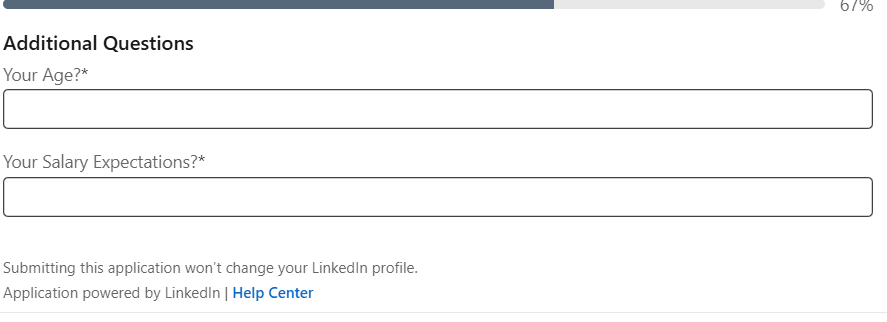 67%
Additional Questions
Your Age?*
Your Salary Expectations?*
Submitting this application won't change your LinkedIn profile.
Application powered by LinkedIn | Help Center